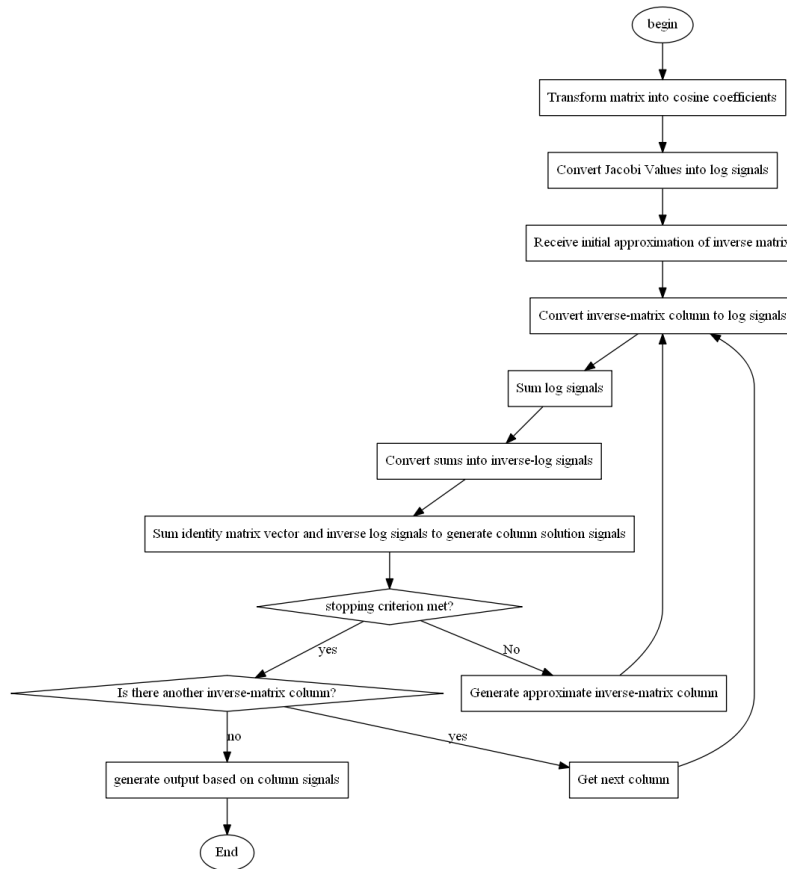 begin
Transform matrix into cosine coefficients
Convert Jacobi Values into log signals
Receive initial approximation of inverse matrix
Convert inverse-matrix column to log signals
Sum log signals
Convert sums into inverse-log signals
Sum identity matrix vector and inverse log signals to generate column solution signals
stopping criterion met?
yes
No
Is there another inverse-matrix column?
Generate approximate inverse-matrix column
no
yes
generate output based on column signals
Get next column
End